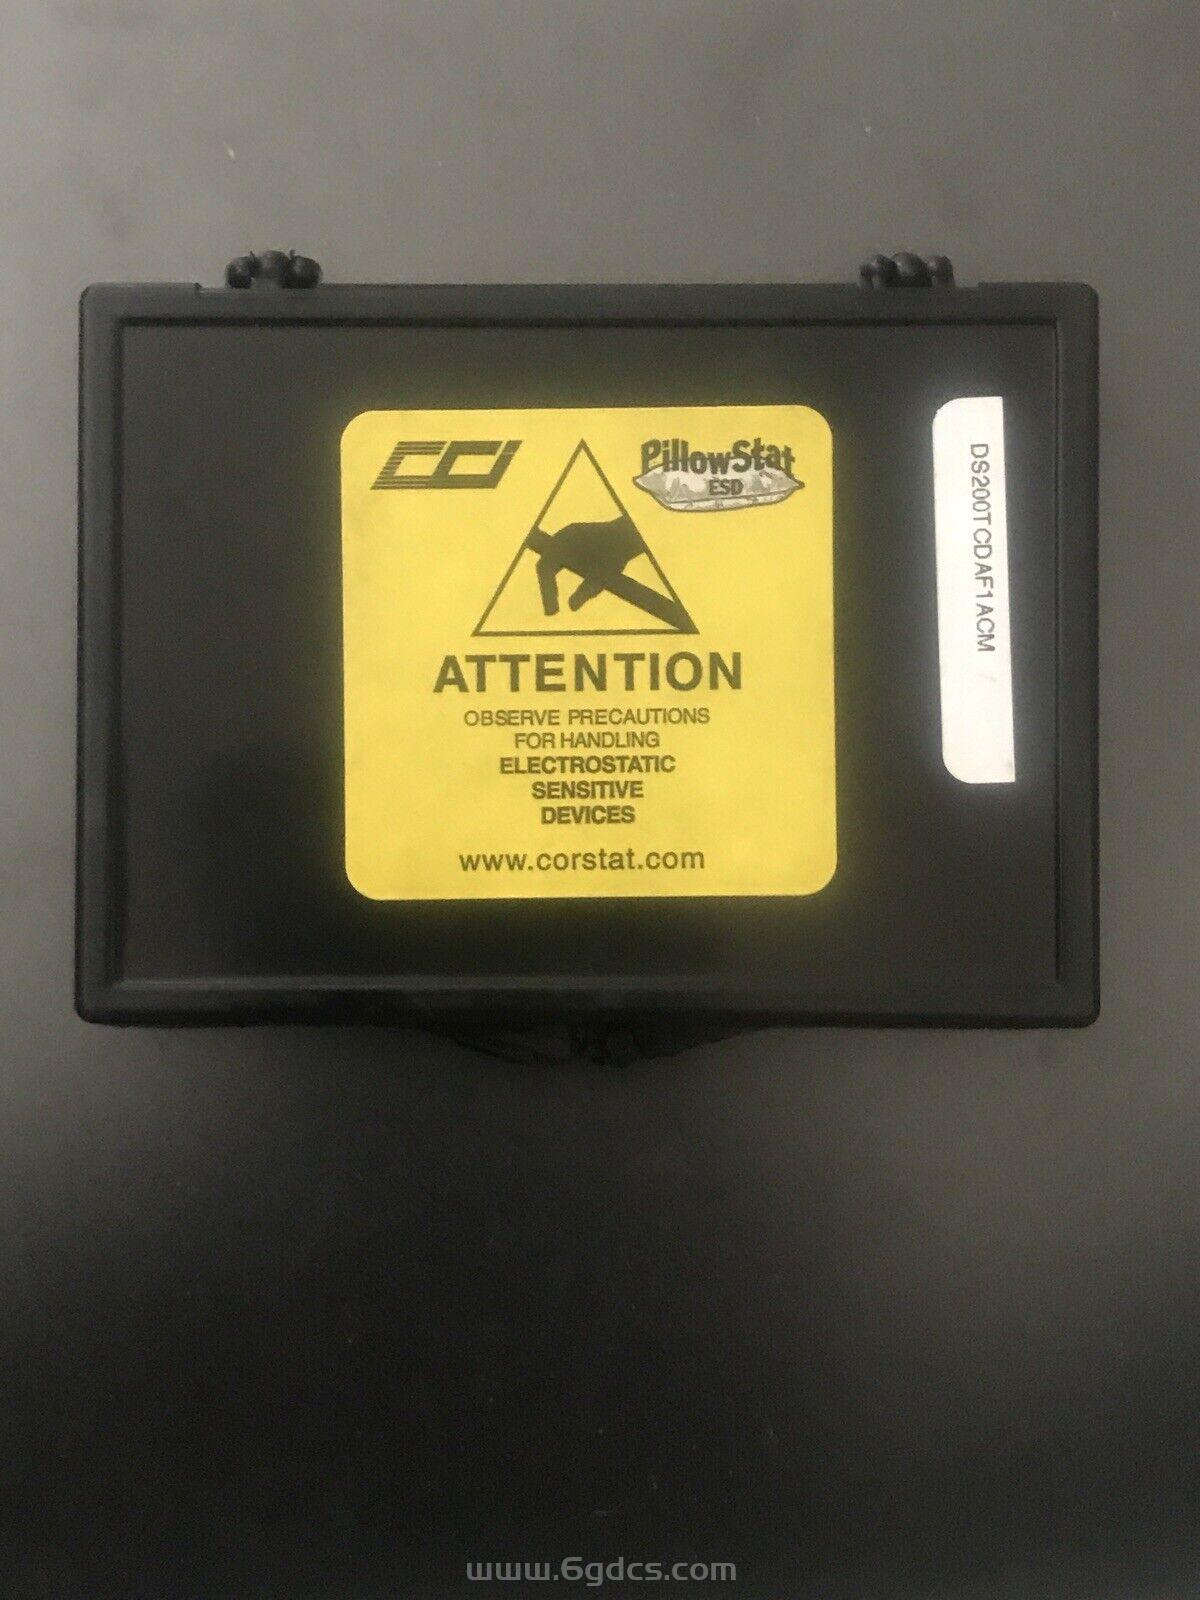 CCI
PillowStat
ESD
ATTENTION
OBSERVE PRECAUTIONS
FOR HANDLING
ELECTROSTATIC
SENSITIVE
DEVICES
www.corstat.com
DS200TCDAF1ACM
www.6gdcs.com